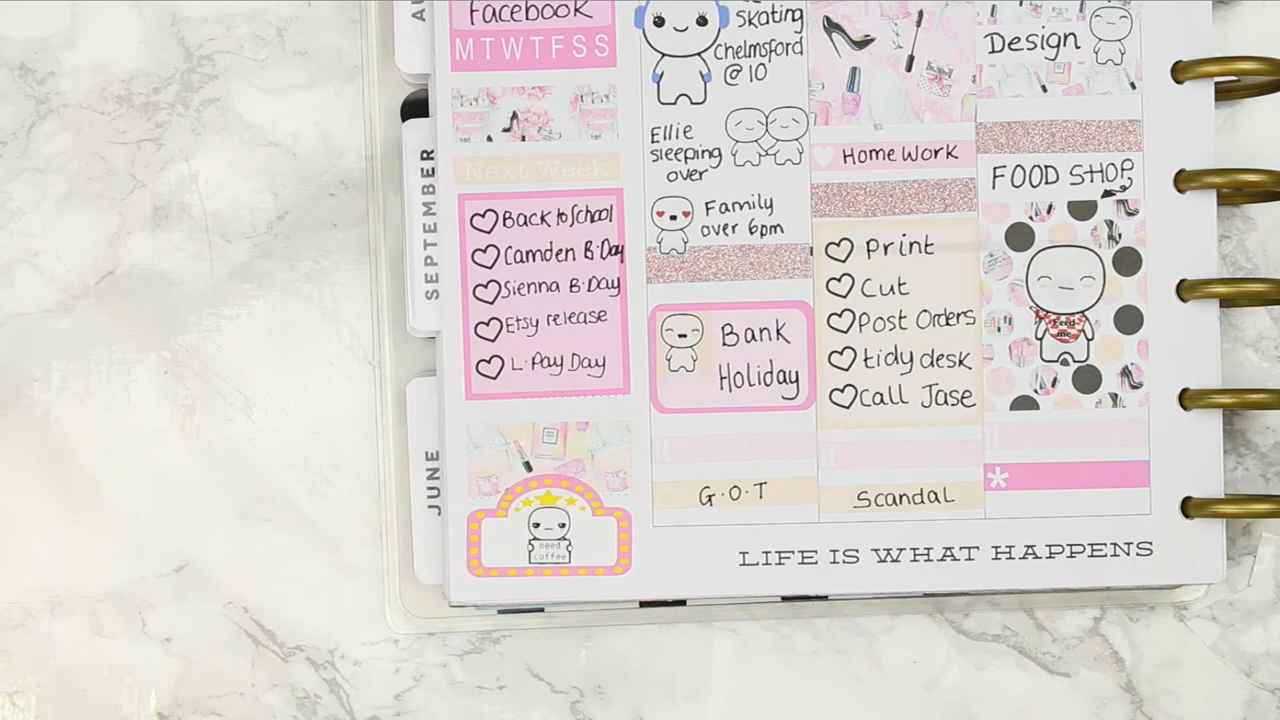 Facebook
MTWTFSS
Next Week
Back to School
Camden B·Day
Sienna B·Day
Etsy release
L·Pay Day
need
coffee
Skating
Chelmsford
@ 10
Ellie
sleeping
over
Family
over 6pm
Bank
Holiday
G·O·T
Home Work
Print
Cut
Post Orders
tidy desk
Call Jase
Scandal
Design
FOOD SHOP
Feed
me
*
LIFE IS WHAT HAPPENS
SEPTEMBER
JUNE